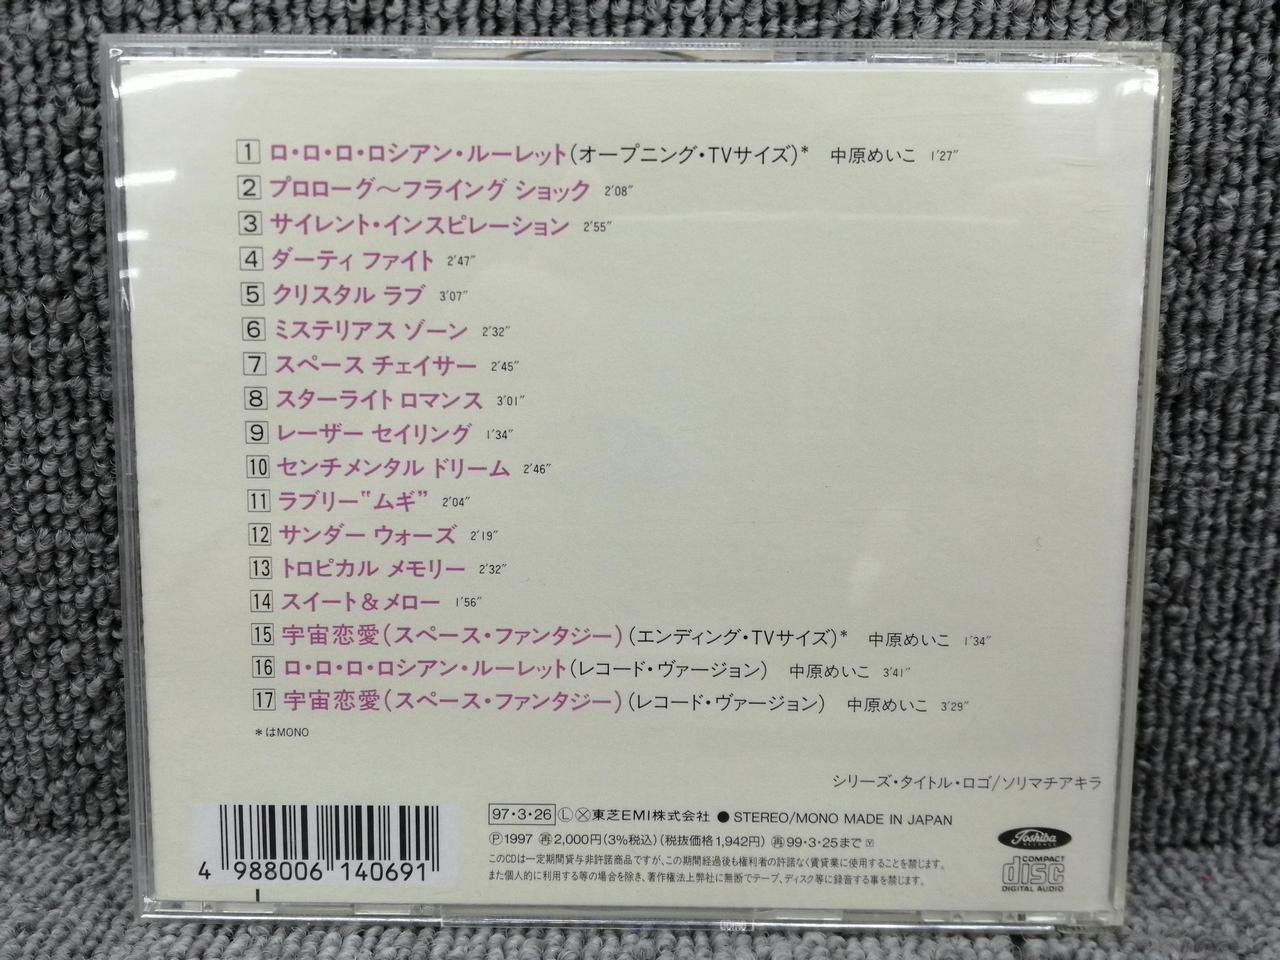 1 ロ・ロ・ロ・ロシアン・ルーレット(オープニング・TVサイズ)* 中原めいこ 1'27"
2 プロローグ〜フライング ショック 2'08"
3 サイレント・インスピレーション 2'55"
4 ダーティ ファイト 2'47"
5 クリスタル ラブ 3'07"
6 ミステリアス ゾーン 2'32"
7 スペース チェイサー 2'45"
8 スターライト ロマンス 3'01"
9 レーザー セイリング 1'34"
10 センチメンタル ドリーム 2'46"
11 ラブリー"ムギ" 2'04"
12 サンダー ウォーズ 2'19"
13 トロピカル メモリー 2'32"
14 スイート&メロー 1'56"
15 宇宙恋愛(スペース・ファンタジー)(エンディング・TVサイズ)* 中原めいこ 1'34"
16 ロ・ロ・ロ・ロシアン・ルーレット(レコード・ヴァージョン) 中原めいこ 3'41"
17 宇宙恋愛(スペース・ファンタジー)(レコード・ヴァージョン) 中原めいこ 3'29"
*はMONO
シリーズ・タイトル・ロゴ/ソリマチアキラ
97・3・26 Ⓛ Ⓧ 東芝EMI株式会社 ● STEREO/MONO MADE IN JAPAN
Ⓟ1997 ㊢2,000円(3%税込)(税抜価格1,942円) ㊢99・3・25まで
このCDは一定期間貸与非許諾商品ですが、この期間経過後も権利者の許諾なく賃貸業に使用することを禁じます。
また個人的に利用する等の場合を除き、著作権法上弊社に無断でテープ、ディスク等に録音する事を禁じます。
4 988006 140691
Toshiba
RECORDS
COMPACT
disc
DIGITAL AUDIO